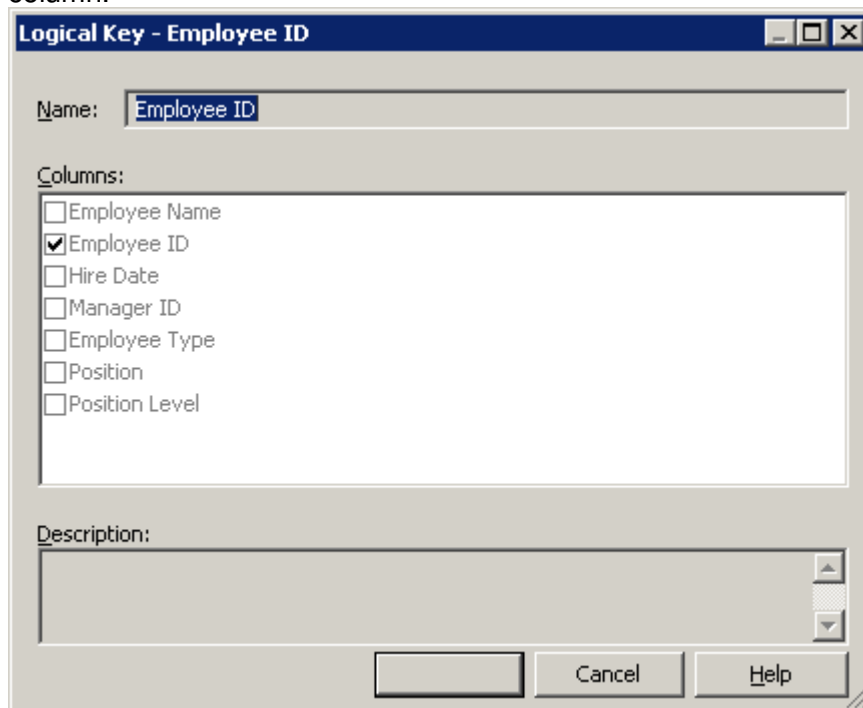 column.
Logical Key - Employee ID
Name: Employee ID
Columns:
Employee Name
Employee ID
Hire Date
Manager ID
Employee Type
Position
Position Level
Description:
Cancel Help